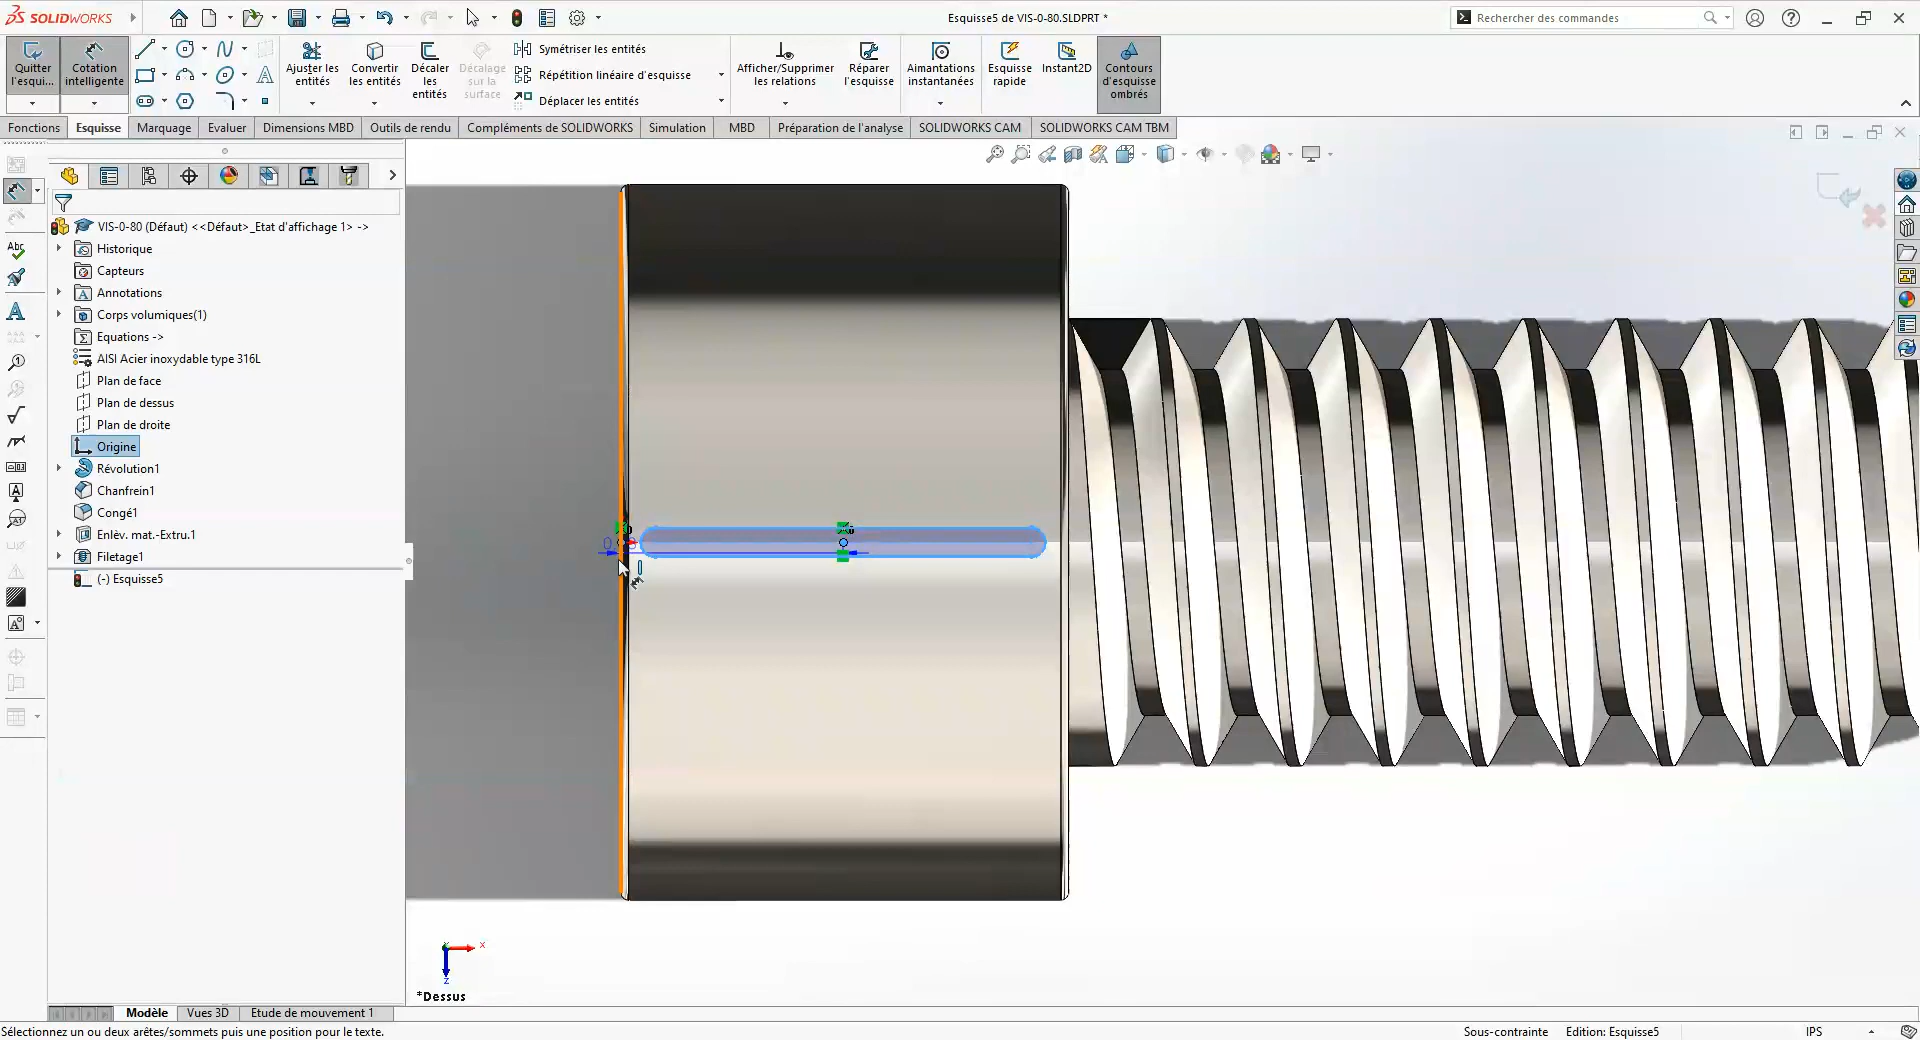 SOLIDWORKS
Esquisse5 de VIS-0-80.SLDPRT *
Rechercher des commandes
Quitter l'esqui...
Cotation intelligente
Ajuster les entités
Convertir les entités
Décaler les entités
Décalage sur la surface
Symétriser les entités
Répétition linéaire d'esquisse
Déplacer les entités
Afficher/Supprimer les relations
Réparer l'esquisse
Aimantations instantanées
Esquisse rapide
Instant2D
Contours d'esquisse ombrés
Fonctions
Esquisse
Marquage
Evaluer
Dimensions MBD
Outils de rendu
Compléments de SOLIDWORKS
Simulation
MBD
Préparation de l'analyse
SOLIDWORKS CAM
SOLIDWORKS CAM TBM
VIS-0-80 (Défaut) <<Défaut>_Etat d'affichage 1> ->
Historique
Capteurs
Annotations
Corps volumiques(1)
Equations ->
AISI Acier inoxydable type 316L
Plan de face
Plan de dessus
Plan de droite
Origine
Révolution1
Chanfrein1
Congé1
Enlèv. mat.-Extru.1
Filetage1
(-) Esquisse5
x
z
*Dessus
Modèle
Vues 3D
Etude de mouvement 1
Sélectionnez un ou deux arêtes/sommets puis une position pour le texte.
Sous-contrainte
Edition: Esquisse5
IPS